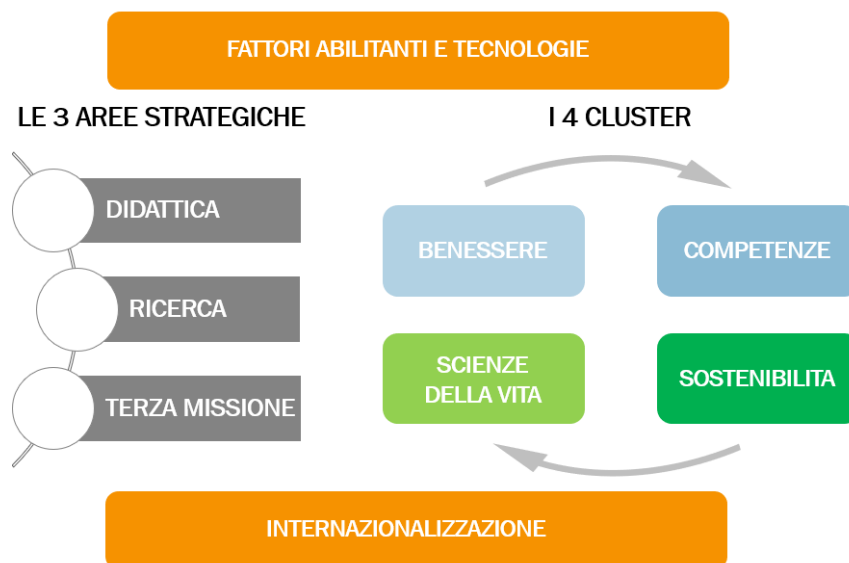 FATTORI ABILITANTI E TECNOLOGIE
LE 3 AREE STRATEGICHE
DIDATTICA
RICERCA
TERZA MISSIONE
I 4 CLUSTER
BENESSERE
COMPETENZE
SCIENZE
DELLA VITA
SOSTENIBILITA
INTERNAZIONALIZZAZIONE